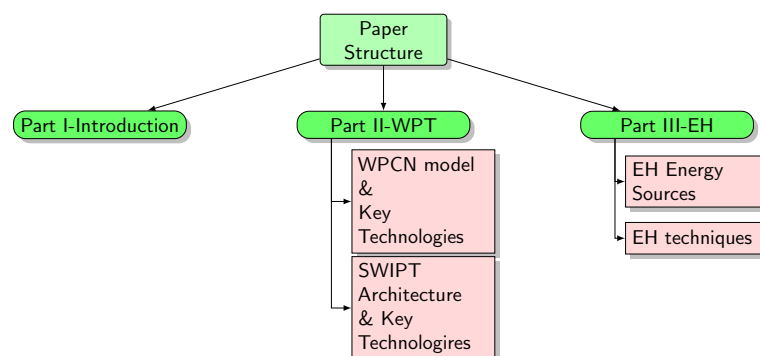 Paper
Structure
Part I-Introduction
Part II-WPT
Part III-EH
WPCN model
&
Key
Technologies
SWIPT
Architecture
& Key
Technologires
EH Energy
Sources
EH techniques